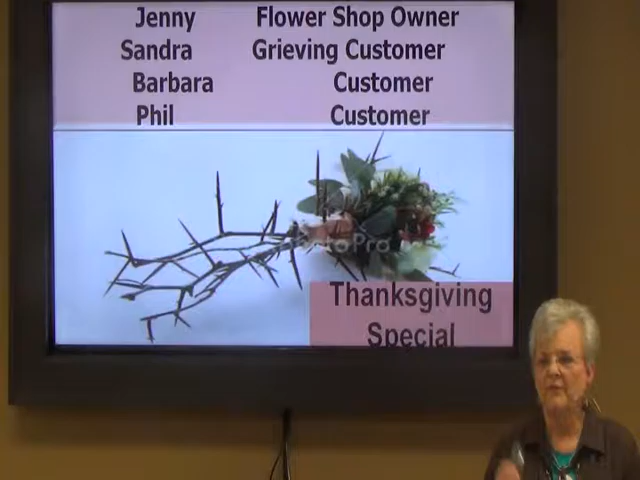 Jenny Flower Shop Owner
Sandra Grieving Customer
Barbara Customer
Phil Customer
Thanksgiving
Special